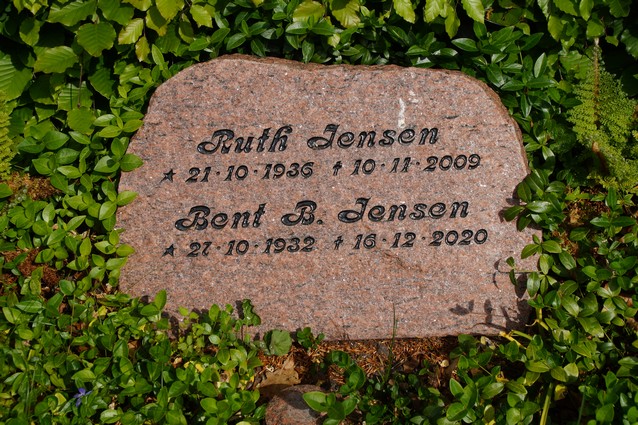 Ruth Jensen
★ 21·10·1936 ✝ 10·11·2009
Bent B. Jensen
★ 27·10·1932 ✝ 16·12·2020